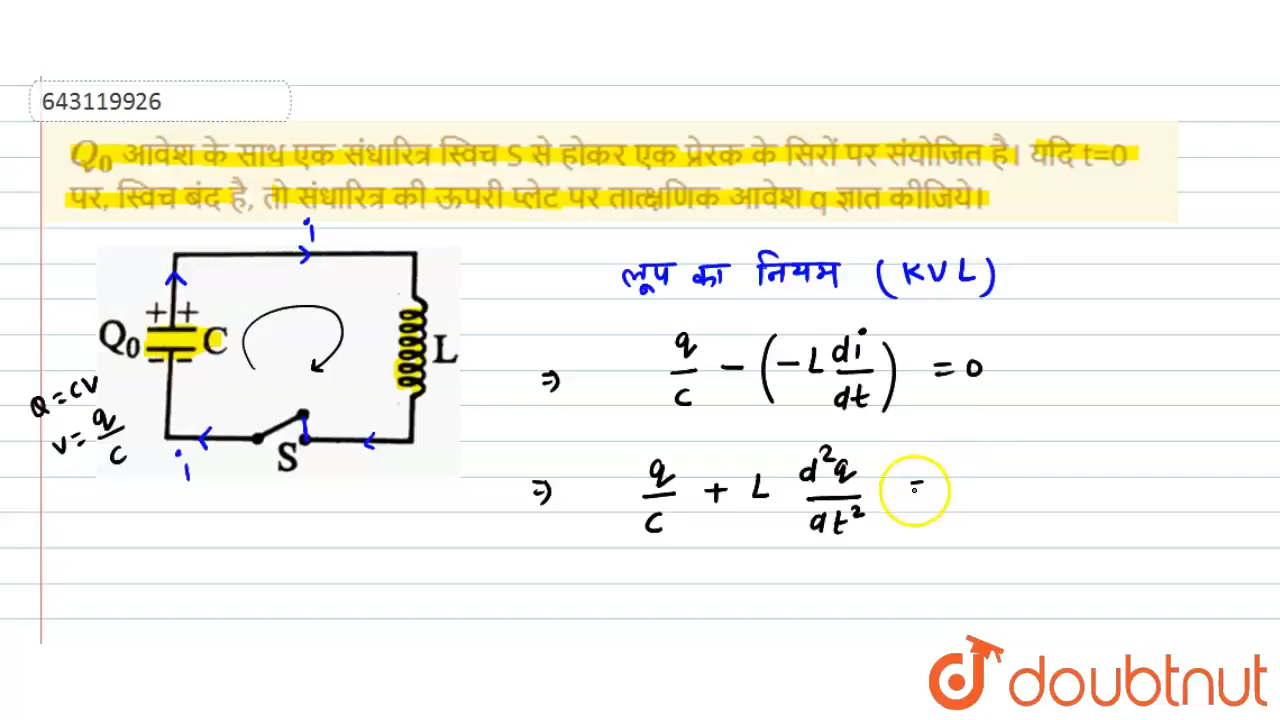 643119926
Q₀ आवेश के साथ एक संधारित्र स्विच S से होकर एक प्रेरक के सिरों पर संयोजित है। यदि t=0
पर, स्विच बंद है, तो संधारित्र की ऊपरी प्लेट पर तात्क्षणिक आवेश q ज्ञात कीजिये।
i
लूप का नियम (KVL)
+ +
Q₀ C
- -
L
q/c - (-L di/dt) = 0
Q = CV
V = q/c
S
i
⇒
⇒ q/c + L d²q/dt² =
doubtnut